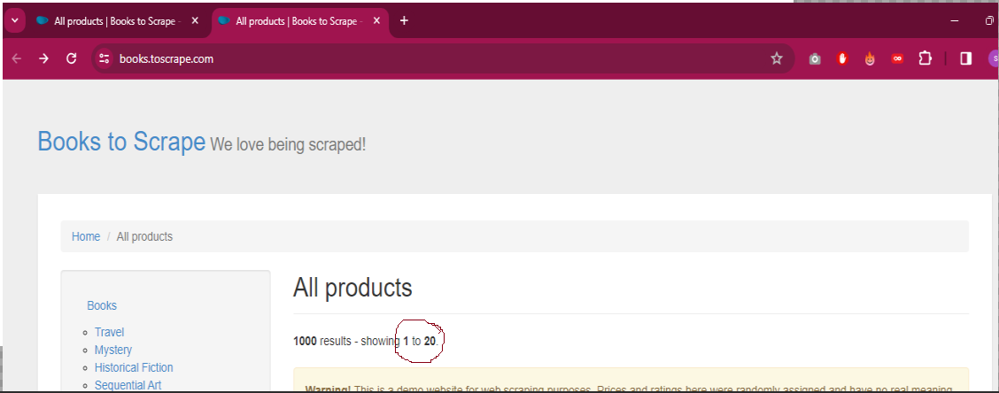 All products | Books to Scrape -
All products | Books to Scrape -
books.toscrape.com
Books to Scrape We love being scraped!
Home / All products
All products
Books
1000 results - showing 1 to 20.
Travel
Mystery
Historical Fiction
Sequential Art
Warning! This is a demo website for web scraping purposes. Prices and ratings here were randomly assigned and have no real meaning